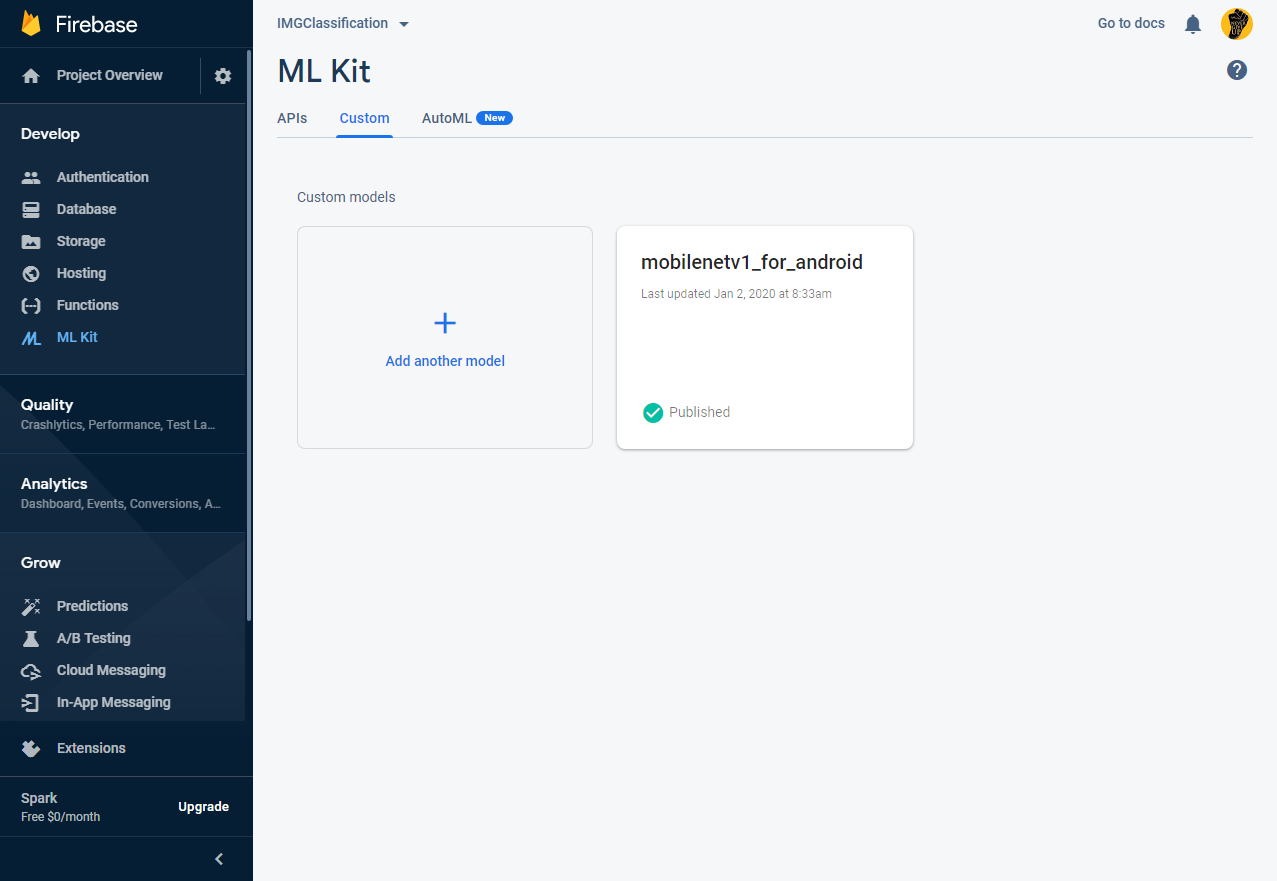 Firebase
Project Overview
Develop
Authentication
Database
Storage
Hosting
Functions
ML Kit
Quality
Crashlytics, Performance, Test La...
Analytics
Dashboard, Events, Conversions, A...
Grow
Predictions
A/B Testing
Cloud Messaging
In-App Messaging
Extensions
Spark
Free $0/month
Upgrade
IMGClassification
Go to docs
NEVER GIVE UP
ML Kit
APIs
Custom
AutoML New
Custom models
Add another model
mobilenetv1_for_android
Last updated Jan 2, 2020 at 8:33am
Published